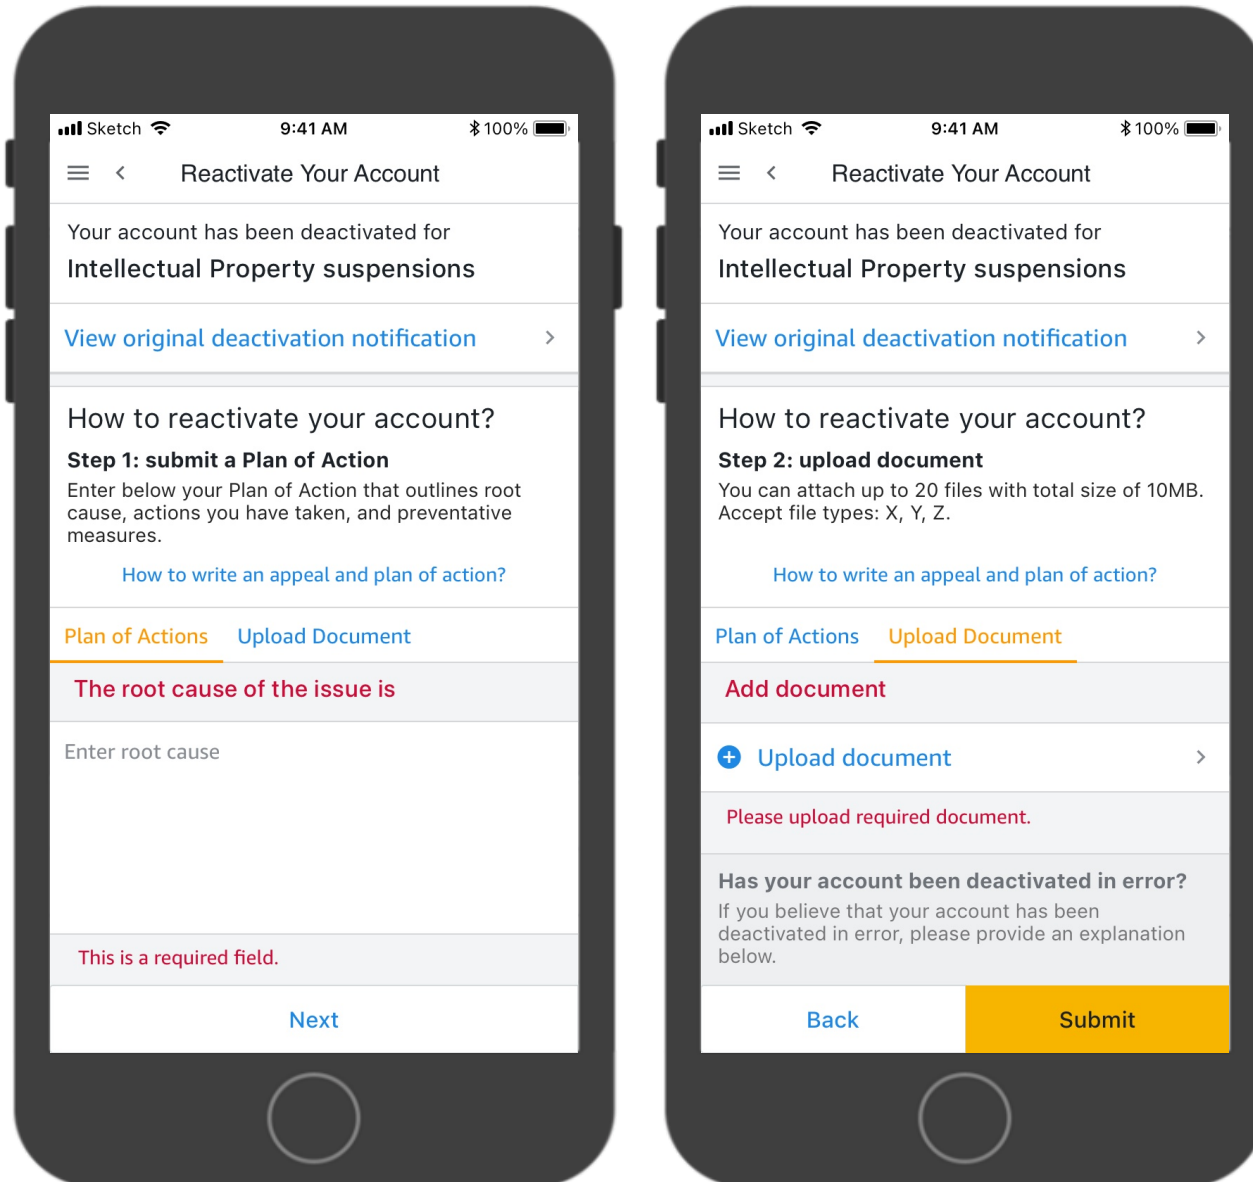 Sketch 9:41 AM 100%
Reactivate Your Account
Your account has been deactivated for
Intellectual Property suspensions
View original deactivation notification
How to reactivate your account?
Step 1: submit a Plan of Action
Enter below your Plan of Action that outlines root
cause, actions you have taken, and preventative
measures.
How to write an appeal and plan of action?
Plan of Actions Upload Document
The root cause of the issue is
Enter root cause
This is a required field.
Next
Sketch 9:41 AM 100%
Reactivate Your Account
Your account has been deactivated for
Intellectual Property suspensions
View original deactivation notification
How to reactivate your account?
Step 2: upload document
You can attach up to 20 files with total size of 10MB.
Accept file types: X, Y, Z.
How to write an appeal and plan of action?
Plan of Actions Upload Document
Add document
Upload document
Please upload required document.
Has your account been deactivated in error?
If you believe that your account has been
deactivated in error, please provide an explanation
below.
Back Submit